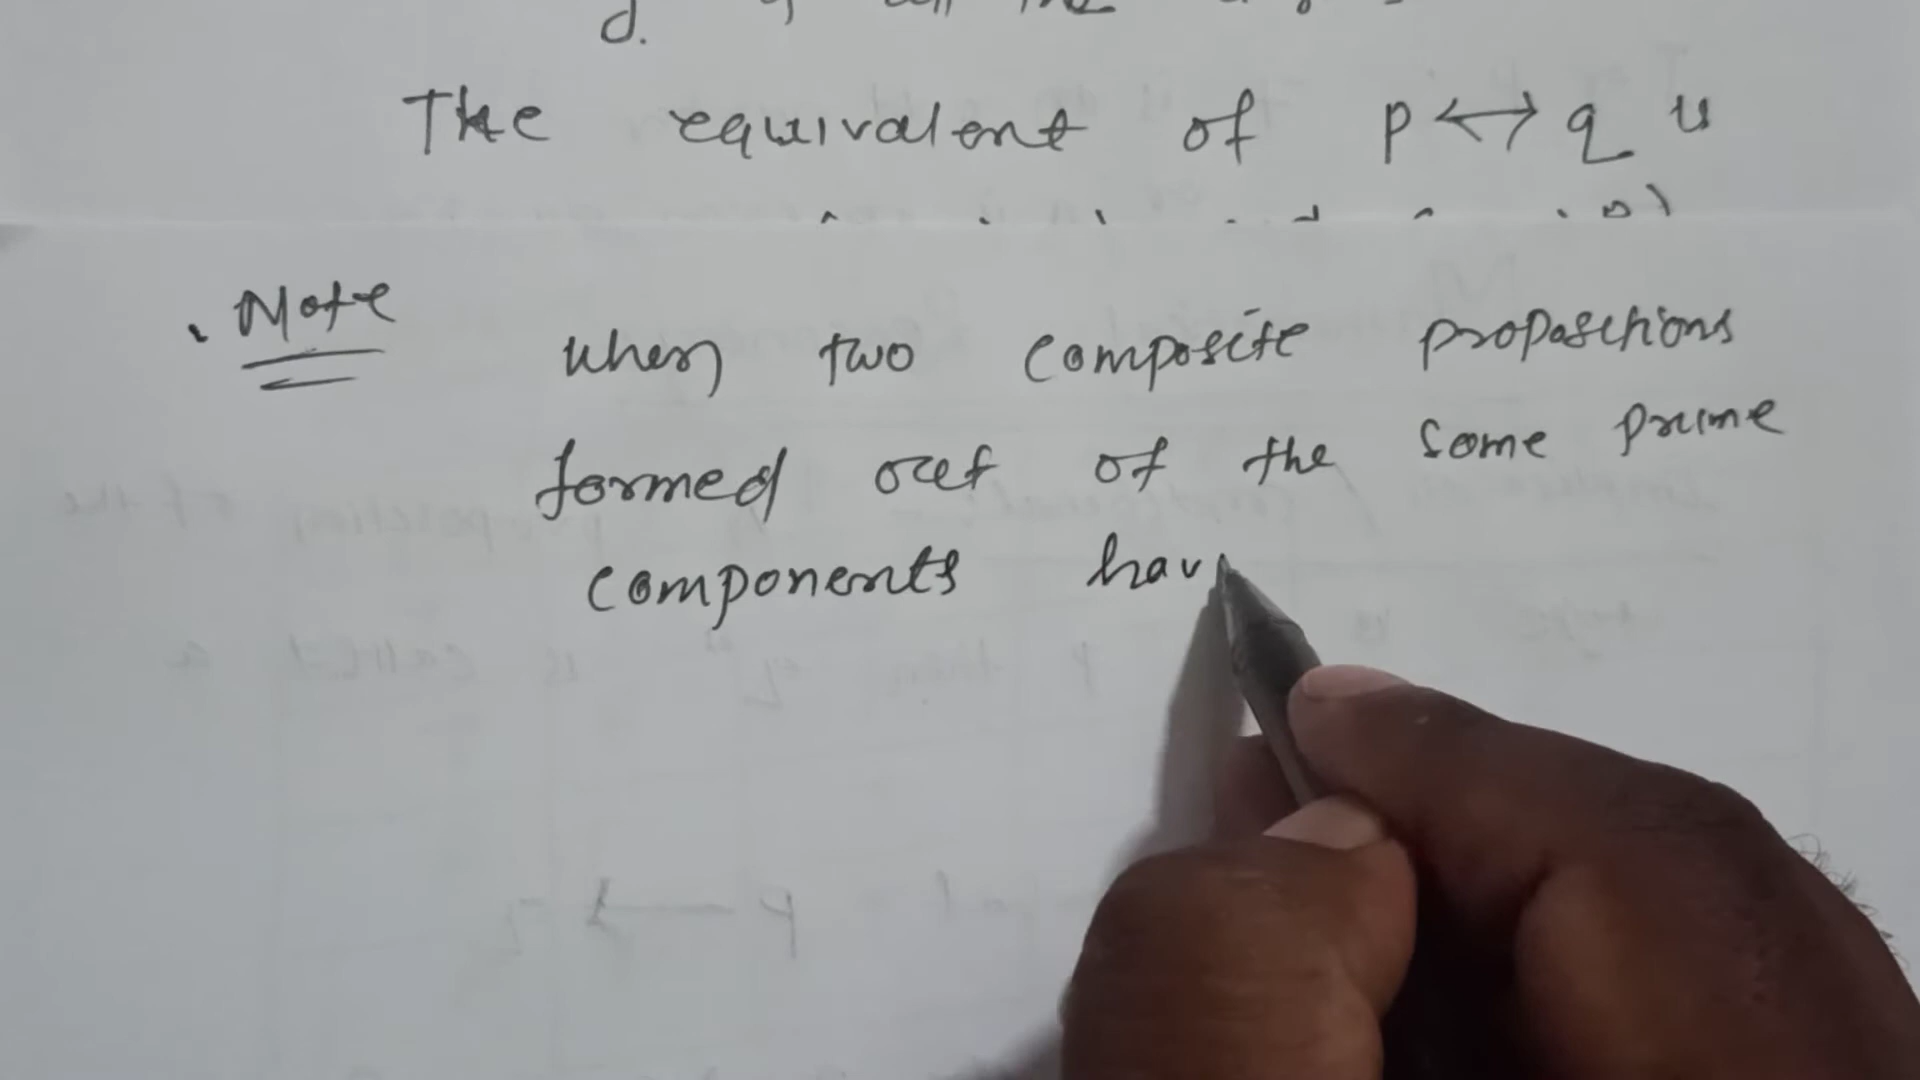 d.
The equivalent of p ↔ q is
Note
when two composite propositions
formed out of the same prime
components hav